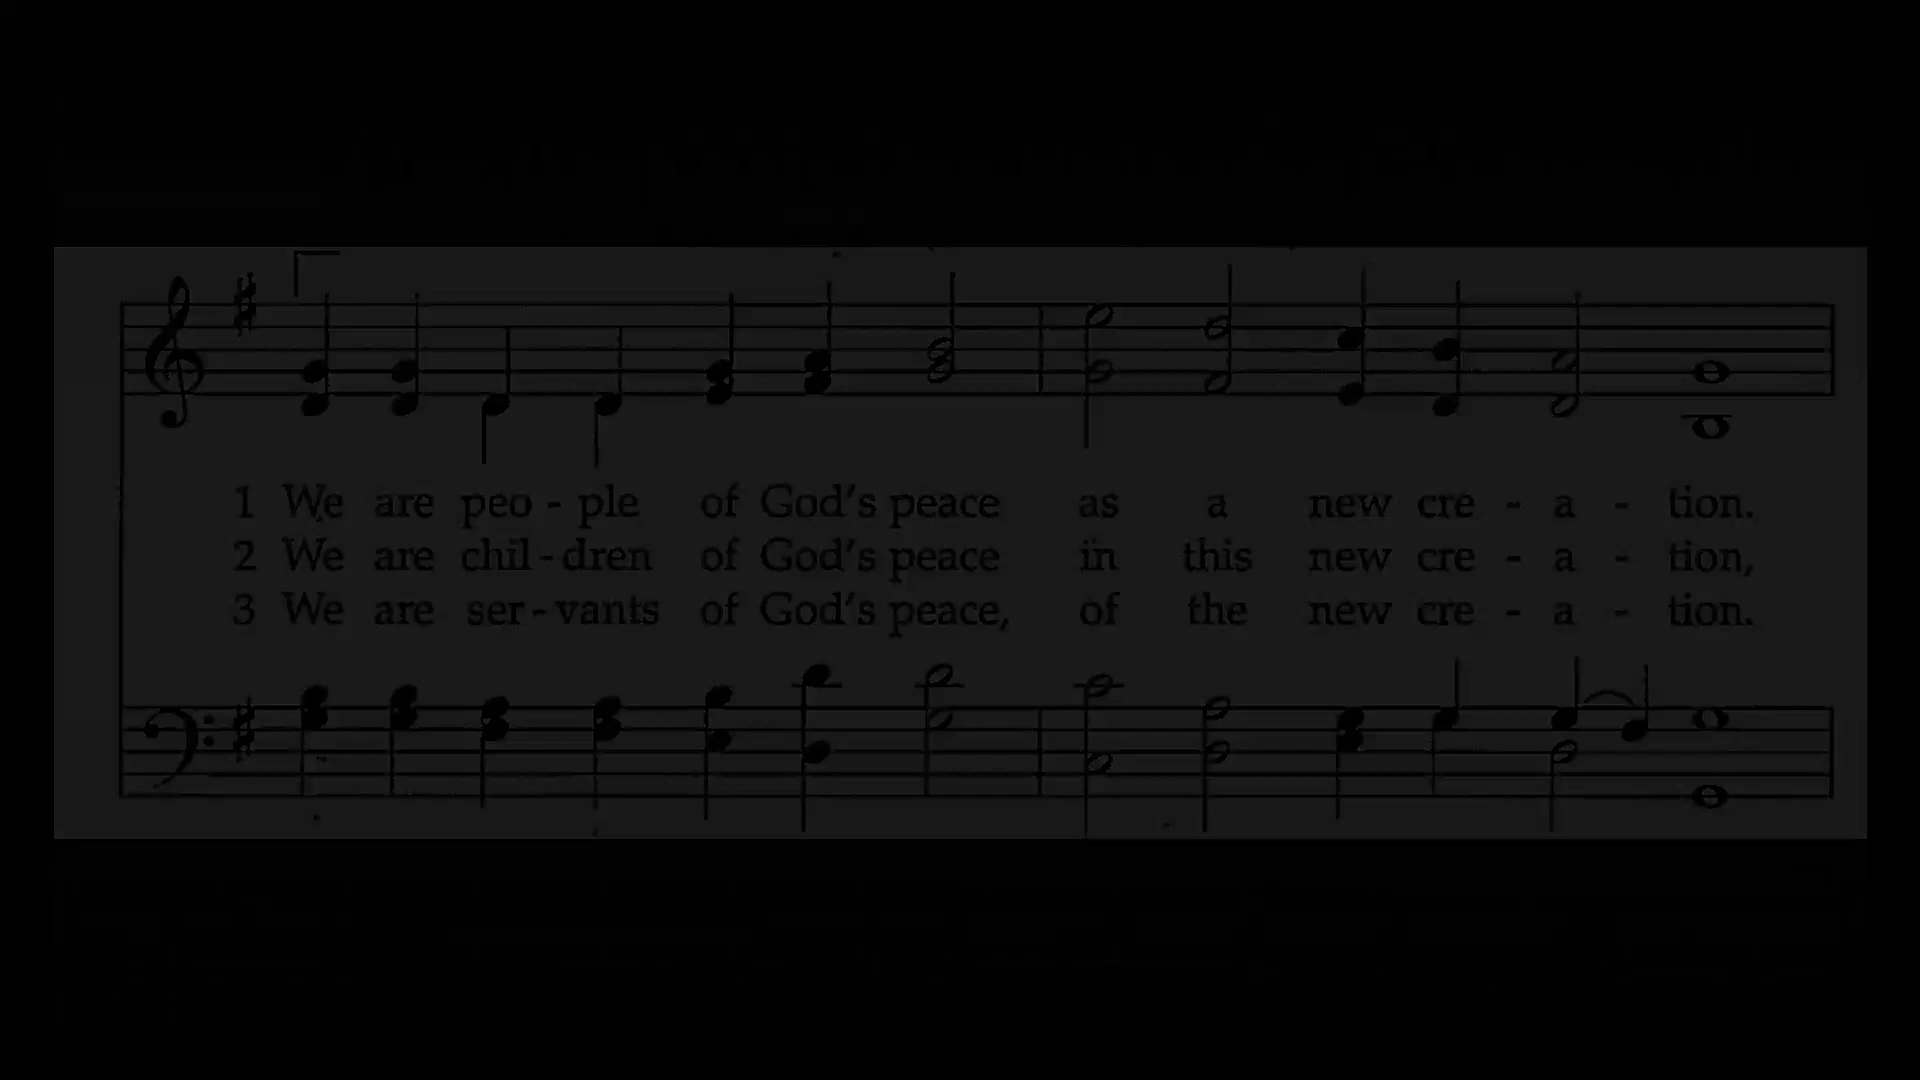 1 We are peo - ple of God's peace as a new cre - a - tion.
2 We are chil - dren of God's peace in this new cre - a - tion,
3 We are ser - vants of God's peace, of the new cre - a - tion.